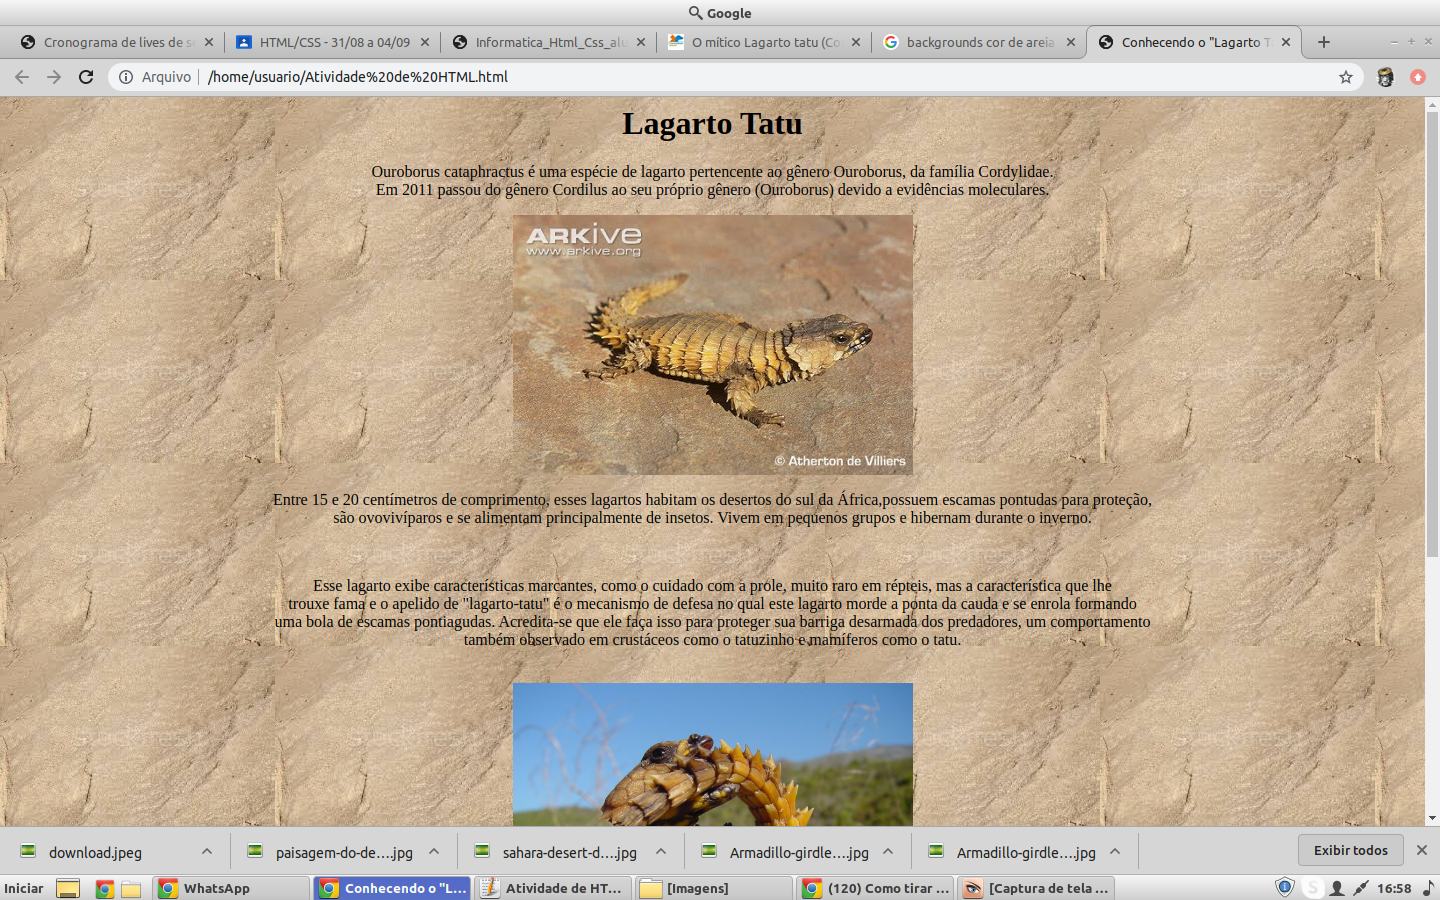 Google
Cronograma de lives de s
HTML/CSS - 31/08 a 04/09
Informatica_Html_Css_alu
O mítico Lagarto tatu (Co
backgrounds cor de areia
Conhecendo o "Lagarto T
Arquivo
/home/usuario/Atividade%20de%20HTML.html
Lagarto Tatu
Ouroborus cataphractus é uma espécie de lagarto pertencente ao gênero Ouroborus, da família Cordylidae.
Em 2011 passou do gênero Cordilus ao seu próprio gênero (Ouroborus) devido a evidências moleculares.
ARKive
www.arkive.org
© Atherton de Villiers
Entre 15 e 20 centímetros de comprimento, esses lagartos habitam os desertos do sul da África,possuem escamas pontudas para proteção,
são ovovivíparos e se alimentam principalmente de insetos. Vivem em pequenos grupos e hibernam durante o inverno.
Esse lagarto exibe características marcantes, como o cuidado com a prole, muito raro em répteis, mas a característica que lhe
trouxe fama e o apelido de "lagarto-tatu" é o mecanismo de defesa no qual este lagarto morde a ponta da cauda e se enrola formando
uma bola de escamas pontiagudas. Acredita-se que ele faça isso para proteger sua barriga desarmada dos predadores, um comportamento
também observado em crustáceos como o tatuzinho e mamíferos como o tatu.
download.jpeg
paisagem-do-de....jpg
sahara-desert-d....jpg
Armadillo-girdle....jpg
Armadillo-girdle....jpg
Exibir todos
Iniciar
WhatsApp
Conhecendo o "L...
Atividade de HT...
[Imagens]
(120) Como tirar ...
[Captura de tela ...
16:58